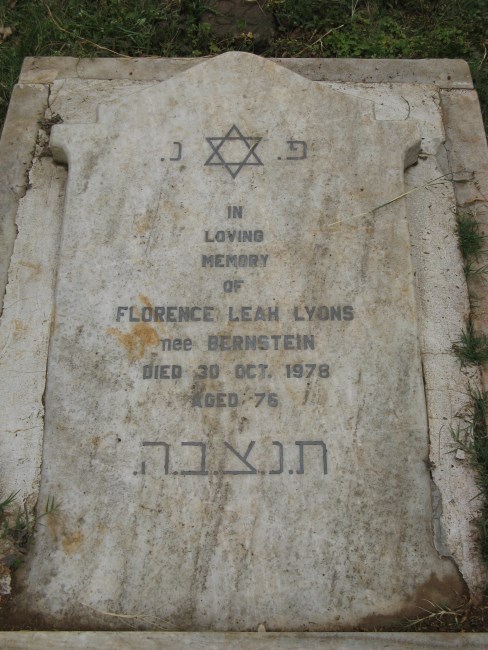 פ. נ.
IN
LOVING
MEMORY
OF
FLORENCE LEAH LYONS
nee BERNSTEIN
DIED 30 OCT. 1978
AGED 76
ת.נ.צ.ב.ה.